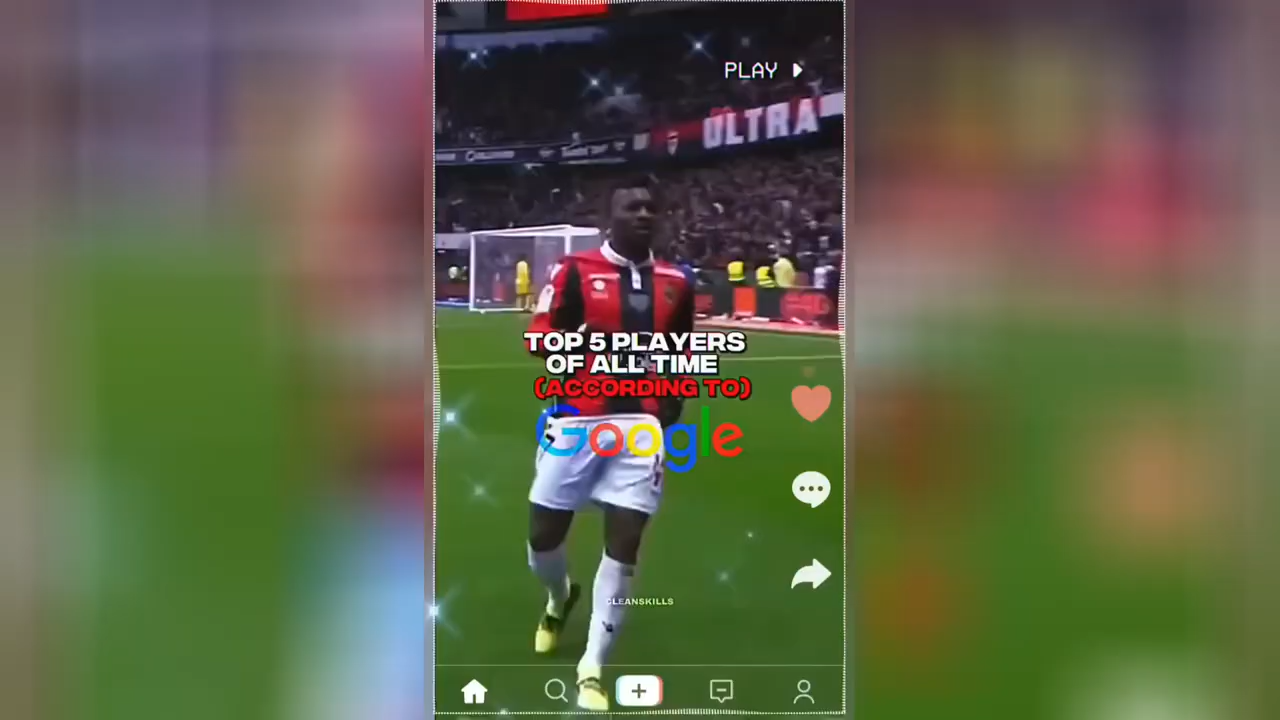 PLAY
ULTRA
TOP 5 PLAYERS
OF ALL TIME
(ACCORDING TO)
Google
CLEANSKILLS